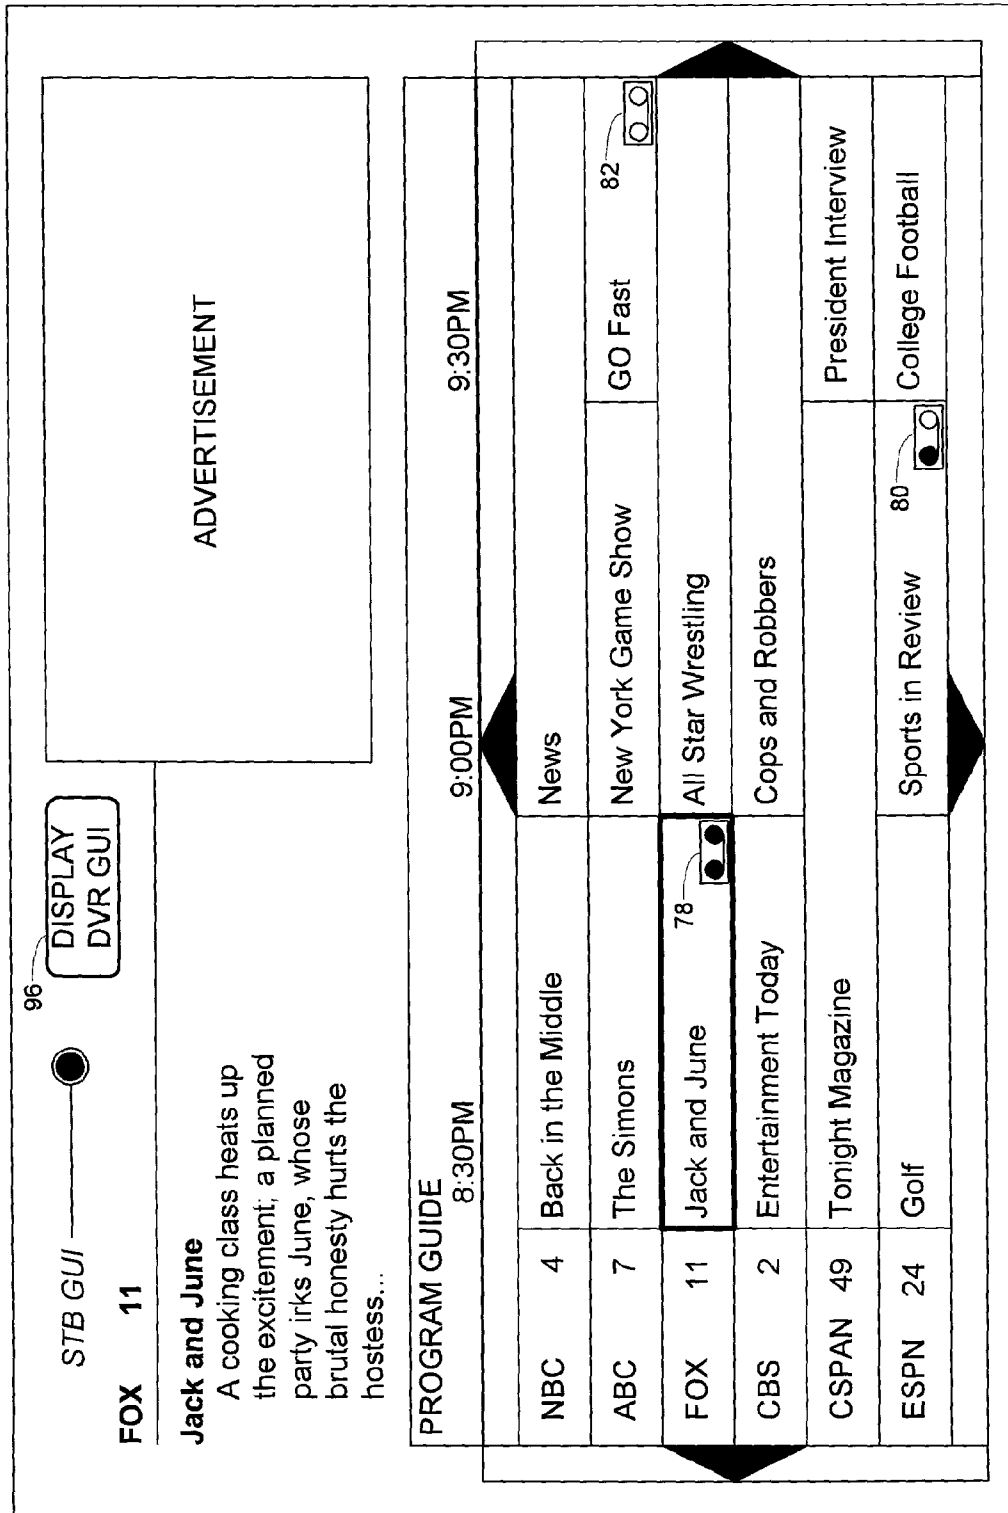 96
STB GUI
DISPLAY
DVR GUI
FOX 11
Jack and June
A cooking class heats up
the excitement; a planned
party irks June, whose
brutal honesty hurts the
hostess...
ADVERTISEMENT
PROGRAM GUIDE
8:30PM 9:00PM 9:30PM
NBC 4 Back in the Middle News
ABC 7 The Simons New York Game Show GO Fast 82
FOX 11 Jack and June 78 All Star Wrestling
CBS 2 Entertainment Today Cops and Robbers
CSPAN 49 Tonight Magazine President Interview
ESPN 24 Golf Sports in Review 80 College Football